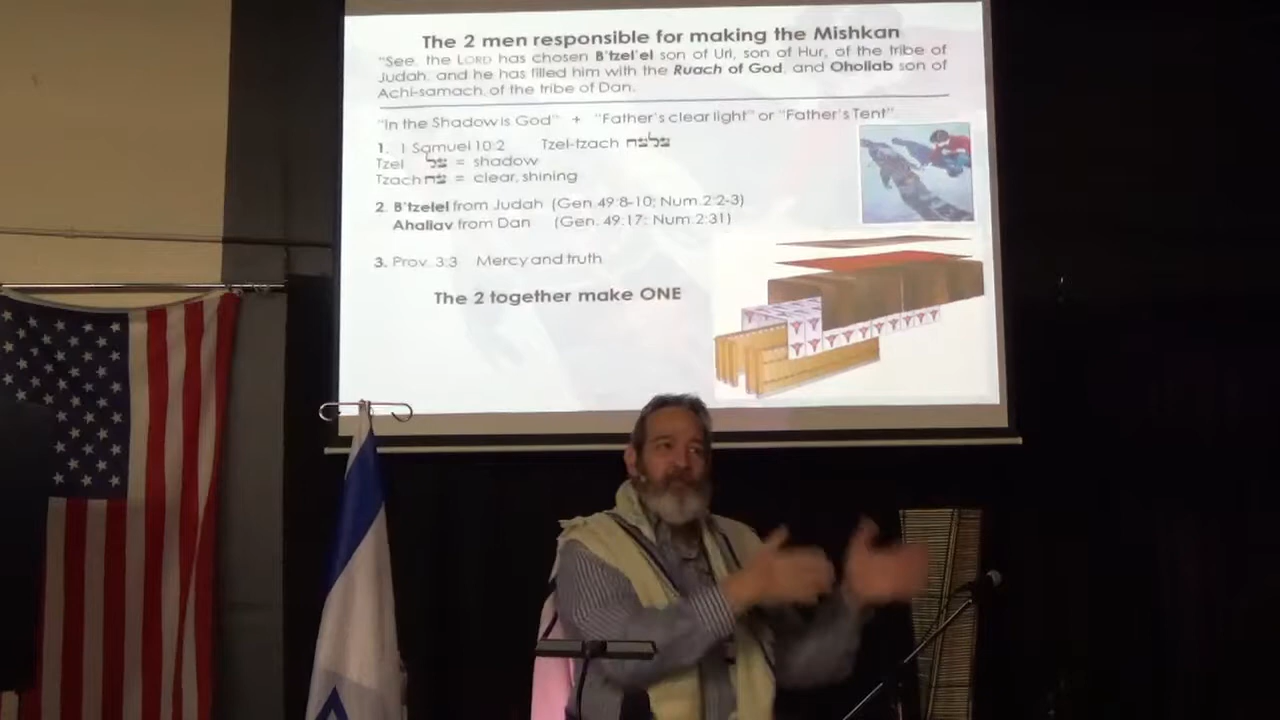 The 2 men responsible for making the Mishkan
"See, the LORD has chosen B'tzel'el son of Uri, son of Hur, of the tribe of
Judah, and he has filled him with the Ruach of God, and Oholiab son of
Achi-samach, of the tribe of Dan.
"In the Shadow is God" + "Father's clear light" or "Father's Tent"
1. 1 Samuel 10:2 Tzel-tzach צלצח
Tzel צל = shadow
Tzach צח = clear, shining
2. B'tzelel from Judah (Gen. 49:8-10; Num. 2:2-3)
Ahaliav from Dan (Gen. 49:17; Num. 2:31)
3. Prov. 3:3 Mercy and truth
The 2 together make ONE